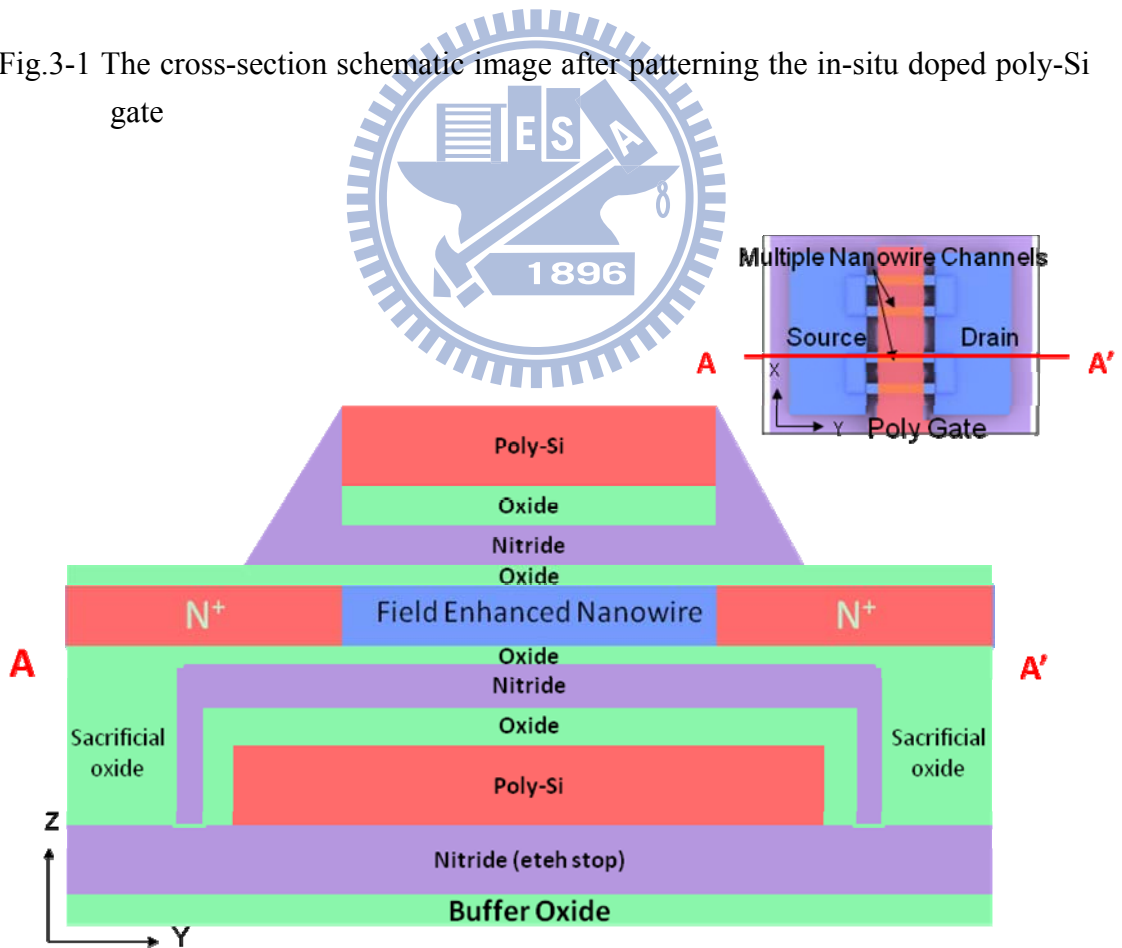 Fig.3-1 The cross-section schematic image after patterning the in-situ doped poly-Si
gate
E S A
8
1896
Multiple Nanowire Channels
Source Drain
A A'
X
Y Poly Gate
Poly-Si
Oxide
Nitride
Oxide
N+ Field Enhanced Nanowire N+
A Oxide A'
Nitride
Sacrificial
oxide
Oxide
Sacrificial
oxide
Poly-Si
Z
Nitride (eteh stop)
Buffer Oxide
Y